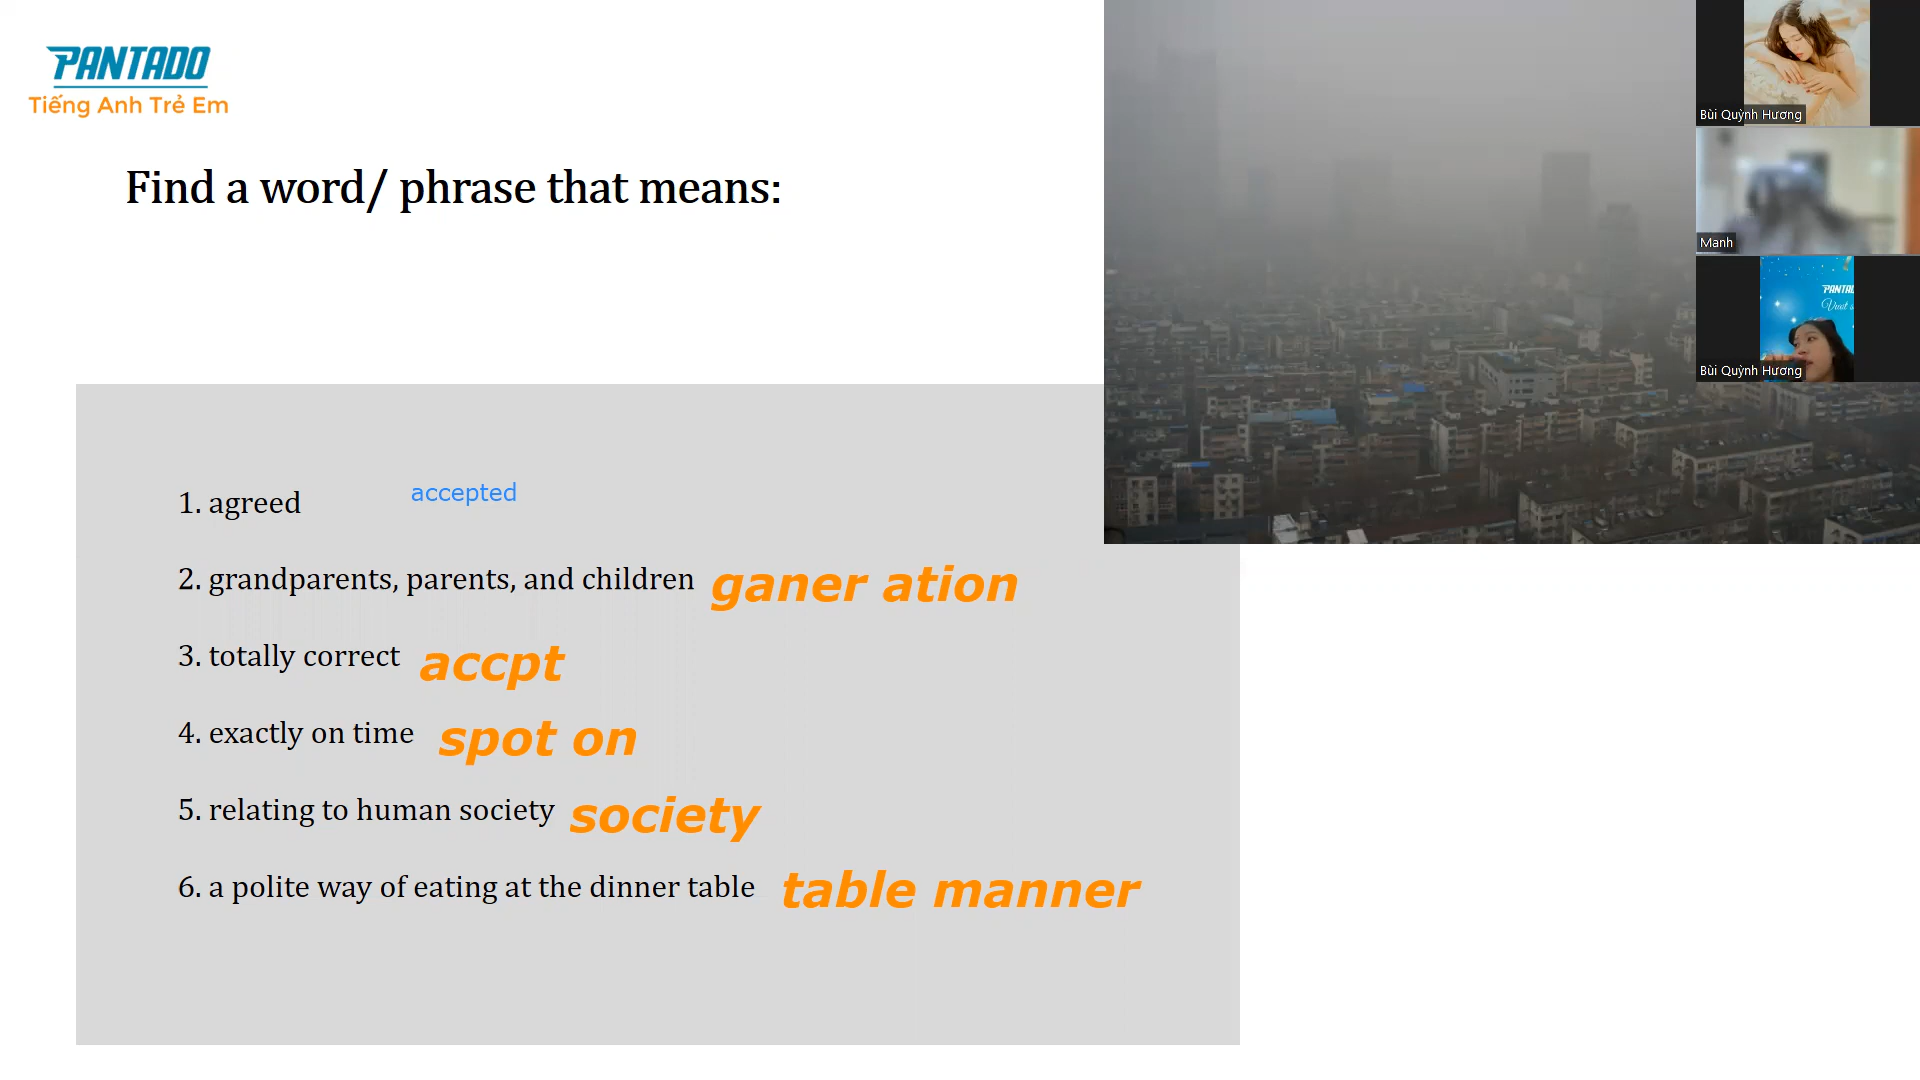 PANTADO
Tiếng Anh Trẻ Em
Find a word/ phrase that means:
1. agreed accepted
2. grandparents, parents, and children ganer ation
3. totally correct accpt
4. exactly on time spot on
5. relating to human society society
6. a polite way of eating at the dinner table table manner
Bùi Quỳnh Hương
Manh
PANTAD
Bùi Quỳnh Hương